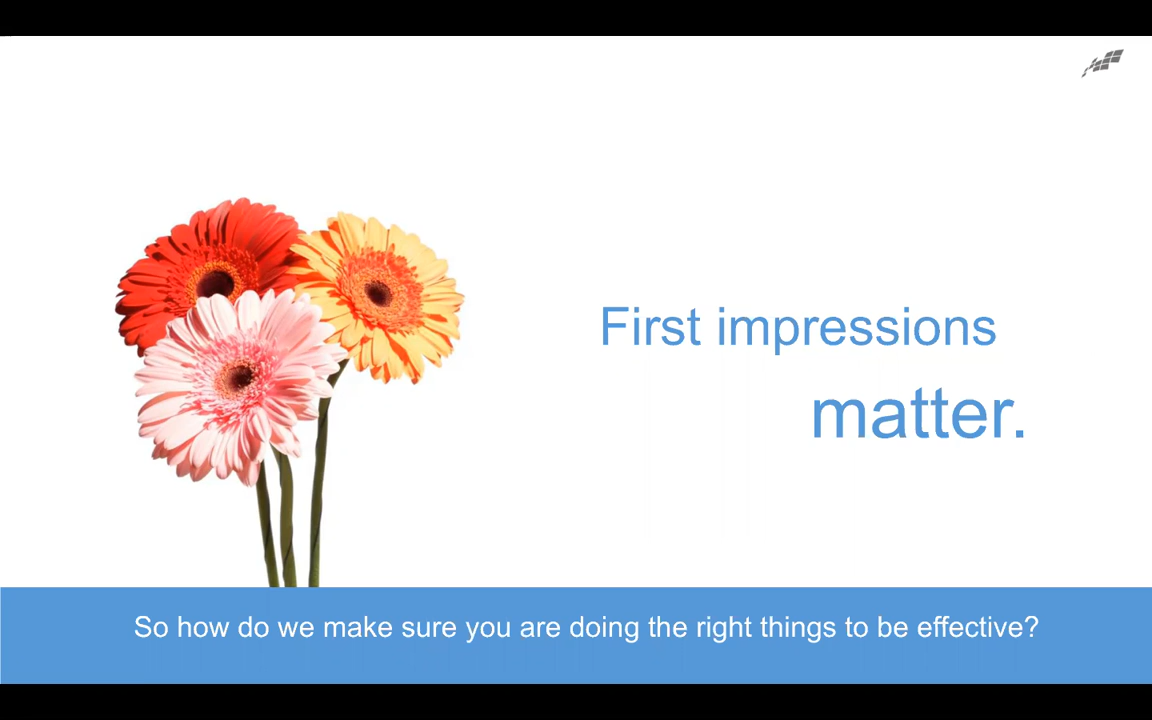 First impressions
matter.
So how do we make sure you are doing the right things to be effective?